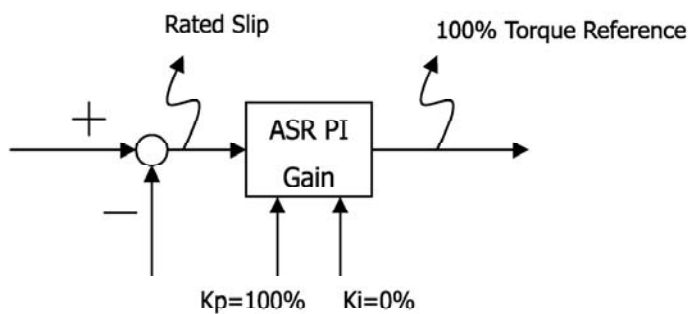 Rated Slip
100% Torque Reference
+
ASR PI
Gain
—
Kp=100%
Ki=0%